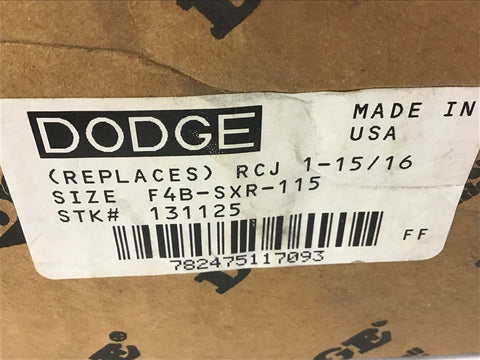 DODGE
MADE IN
USA
(REPLACES) RCJ 1-15/16
SIZE F4B-SXR-115
STK# 131125
FF
782475117093